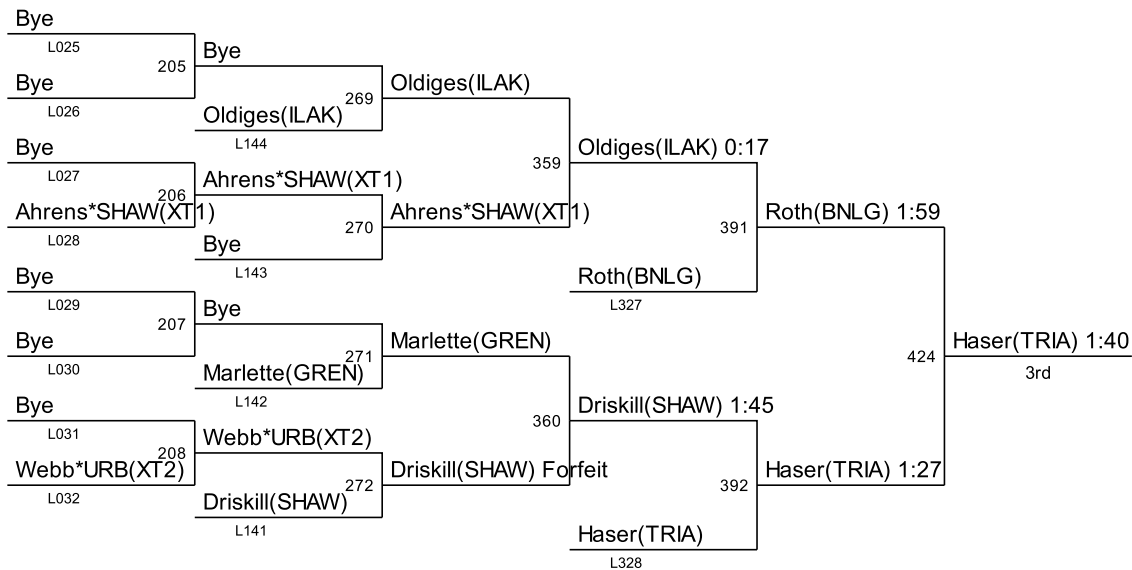 Bye
L025
205
Bye
Bye
L026
269
Oldiges(ILAK)
Oldiges(ILAK)
L144
Bye
L027
359
Oldiges(ILAK) 0:17
206
Ahrens*SHAW(XT1)
Ahrens*SHAW(XT1)
L028
270
Ahrens*SHAW(XT1)
391
Roth(BNLG) 1:59
Bye
L143
Bye
L029
Roth(BNLG)
L327
207
Bye
Bye
L030
271
Marlette(GREN)
424
Haser(TRIA) 1:40
3rd
Marlette(GREN)
L142
Bye
L031
360
Driskill(SHAW) 1:45
208
Webb*URB(XT2)
Webb*URB(XT2)
L032
272
Driskill(SHAW) Forfeit
392
Haser(TRIA) 1:27
Driskill(SHAW)
L141
Haser(TRIA)
L328